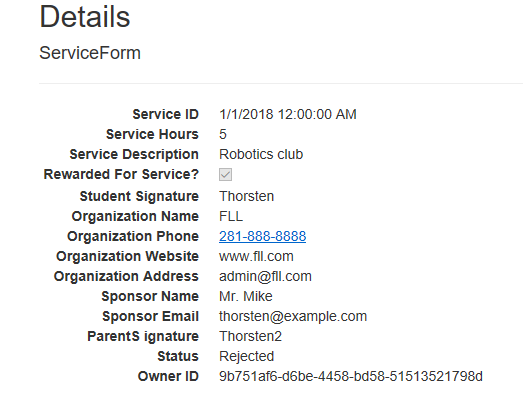 Details
ServiceForm
Service ID 1/1/2018 12:00:00 AM
Service Hours 5
Service Description Robotics club
Rewarded For Service?
Student Signature Thorsten
Organization Name FLL
Organization Phone 281-888-8888
Organization Website www.fll.com
Organization Address admin@fll.com
Sponsor Name Mr. Mike
Sponsor Email thorsten@example.com
ParentS ignature Thorsten2
Status Rejected
Owner ID 9b751af6-d6be-4458-bd58-51513521798d